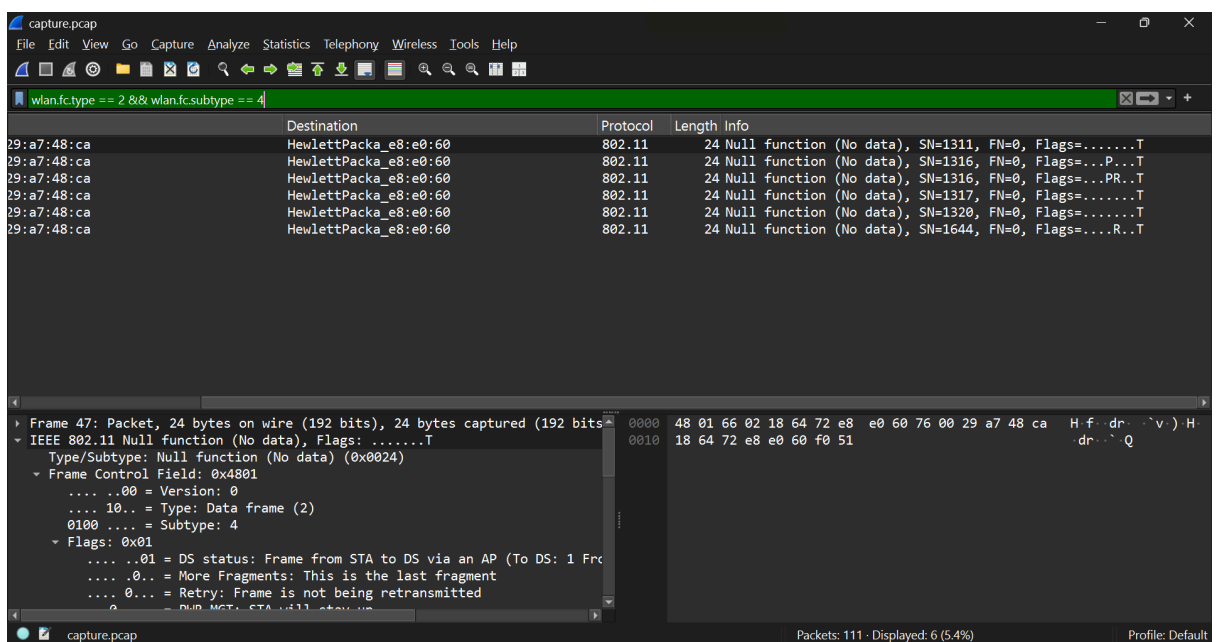 capture.pcap
File Edit View Go Capture Analyze Statistics Telephony Wireless Tools Help
wlan.fc.type == 2 && wlan.fc.subtype == 4
Destination Protocol Length Info
29:a7:48:ca HewlettPacka_e8:e0:60 802.11 24 Null function (No data), SN=1311, FN=0, Flags=.......T
29:a7:48:ca HewlettPacka_e8:e0:60 802.11 24 Null function (No data), SN=1316, FN=0, Flags=...P...T
29:a7:48:ca HewlettPacka_e8:e0:60 802.11 24 Null function (No data), SN=1316, FN=0, Flags=...PR..T
29:a7:48:ca HewlettPacka_e8:e0:60 802.11 24 Null function (No data), SN=1317, FN=0, Flags=.......T
29:a7:48:ca HewlettPacka_e8:e0:60 802.11 24 Null function (No data), SN=1320, FN=0, Flags=.......T
29:a7:48:ca HewlettPacka_e8:e0:60 802.11 24 Null function (No data), SN=1644, FN=0, Flags=....R..T
Frame 47: Packet, 24 bytes on wire (192 bits), 24 bytes captured (192 bits
IEEE 802.11 Null function (No data), Flags: .......T
Type/Subtype: Null function (No data) (0x0024)
Frame Control Field: 0x4801
.... ..00 = Version: 0
.... 10.. = Type: Data frame (2)
0100 .... = Subtype: 4
Flags: 0x01
.... ..01 = DS status: Frame from STA to DS via an AP (To DS: 1 Fro
.... .0.. = More Fragments: This is the last fragment
.... 0... = Retry: Frame is not being retransmitted
0000 48 01 66 02 18 64 72 e8 e0 60 76 00 29 a7 48 ca H·f··dr· ·`v·)·H·
0010 18 64 72 e8 e0 60 f0 51 ·dr··`·Q
capture.pcap
Packets: 111 · Displayed: 6 (5.4%)
Profile: Default